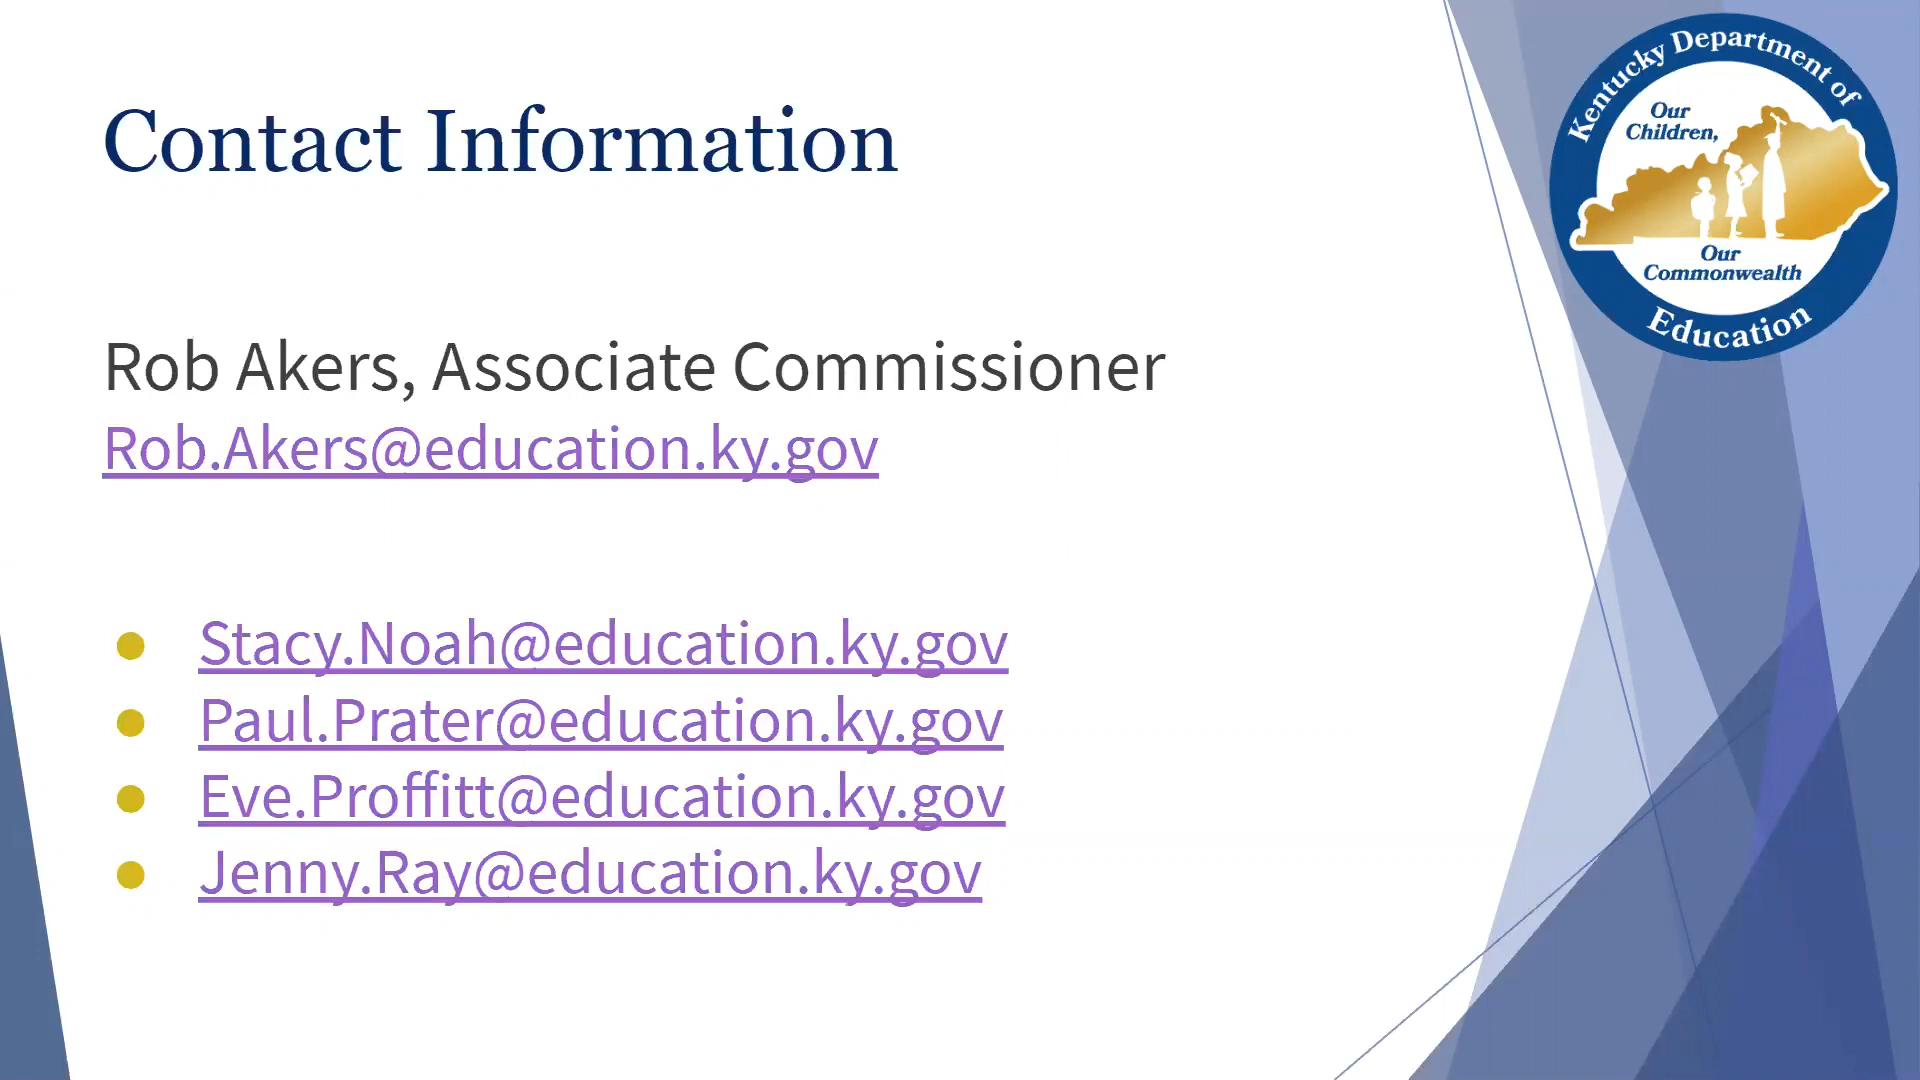 Contact Information
Kentucky Department of
Education
Our
Children,
Our
Commonwealth
Rob Akers, Associate Commissioner
Rob.Akers@education.ky.gov
Stacy.Noah@education.ky.gov
Paul.Prater@education.ky.gov
Eve.Proffitt@education.ky.gov
Jenny.Ray@education.ky.gov